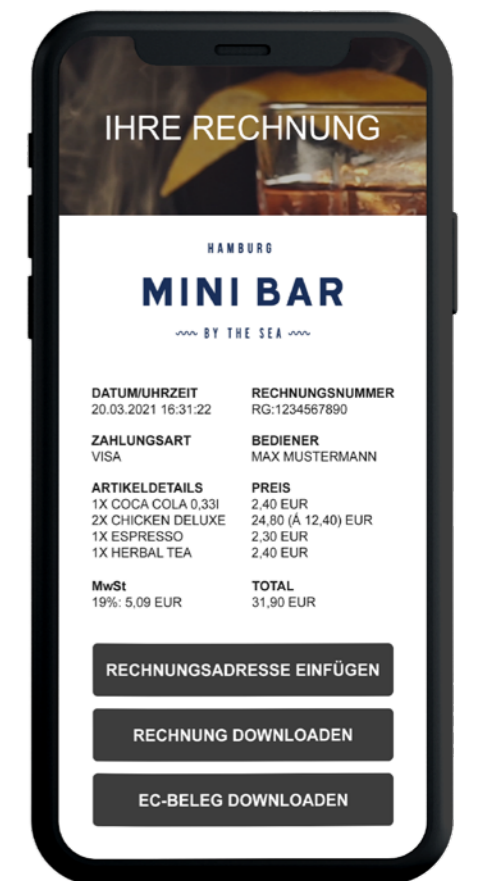 IHRE RECHNUNG
HAMBURG
MINI BAR
BY THE SEA
DATUM/UHRZEIT RECHNUNGSNUMMER
20.03.2021 16:31:22 RG:1234567890
ZAHLUNGSART BEDIENER
VISA MAX MUSTERMANN
ARTIKELDETAILS PREIS
1X COCA COLA 0,33l 2,40 EUR
2X CHICKEN DELUXE 24,80 (Á 12,40) EUR
1X ESPRESSO 2,30 EUR
1X HERBAL TEA 2,40 EUR
MwSt TOTAL
19%: 5,09 EUR 31,90 EUR
RECHNUNGSADRESSE EINFÜGEN
RECHNUNG DOWNLOADEN
EC-BELEG DOWNLOADEN